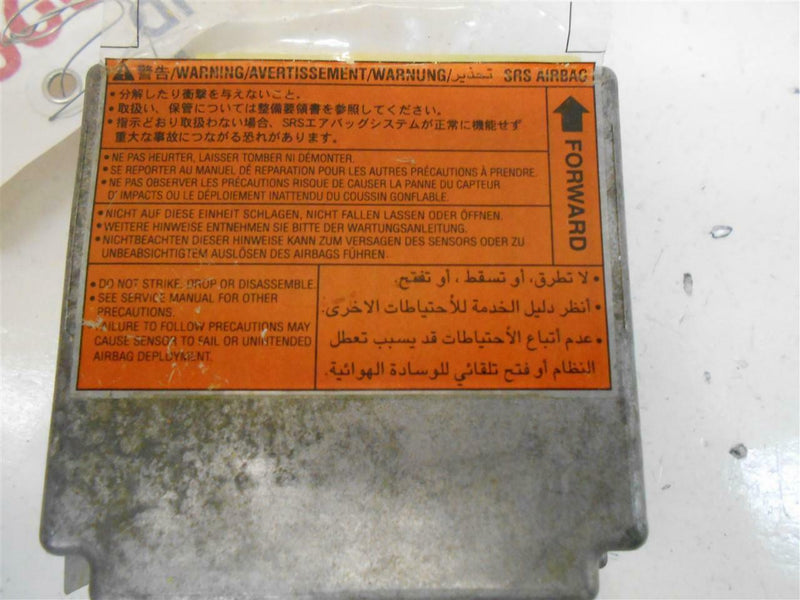 警告/WARNING/AVERTISSEMENT/WARNUNG/تحذير SRS AIRBAG
• 分解したり衝撃を与えないこと。
• 取扱い、保管については整備要領書を参照してください。
• 指示どおり取扱わない場合、SRSエアバッグシステムが正常に機能せず
重大な事故につながる恐れがあります。
FORWARD
• NE PAS HEURTER, LAISSER TOMBER NI DÉMONTER.
• SE REPORTER AU MANUEL DE REPARATION POUR LES AUTRES PRÉCAUTIONS À PRENDRE.
• NE PAS OBSERVER LES PRÉCAUTIONS RISQUE DE CAUSER LA PANNE DU CAPTEUR
D'IMPACTS OU LE DÉPLOIEMENT INATTENDU DU COUSSIN GONFLABLE.
• NICHT AUF DIESE EINHEIT SCHLAGEN, NICHT FALLEN LASSEN ODER ÖFFNEN.
• WEITERE HINWEISE ENTNEHMEN SIE BITTE DER WARTUNGSANLEITUNG.
• NICHTBEACHTEN DIESER HINWEISE KANN ZUM VERSAGEN DES SENSORS ODER ZU
UNBEABSICHTIGTEM AUSLÖSEN DES AIRBAGS FÜHREN.
• DO NOT STRIKE, DROP OR DISASSEMBLE.
• SEE SERVICE MANUAL FOR OTHER
PRECAUTIONS.
FAILURE TO FOLLOW PRECAUTIONS MAY
CAUSE SENSOR TO FAIL OR UNINTENDED
AIRBAG DEPLOYMENT.
• لا تطرق، أو تسقط ، أو تفتح.
• أنظر دليل الخدمة للأحتياطات الاخرى.
• عدم أتباع الأحتياطات قد يسبب تعطل
النظام أو فتح تلقائي للوسادة الهوائية.